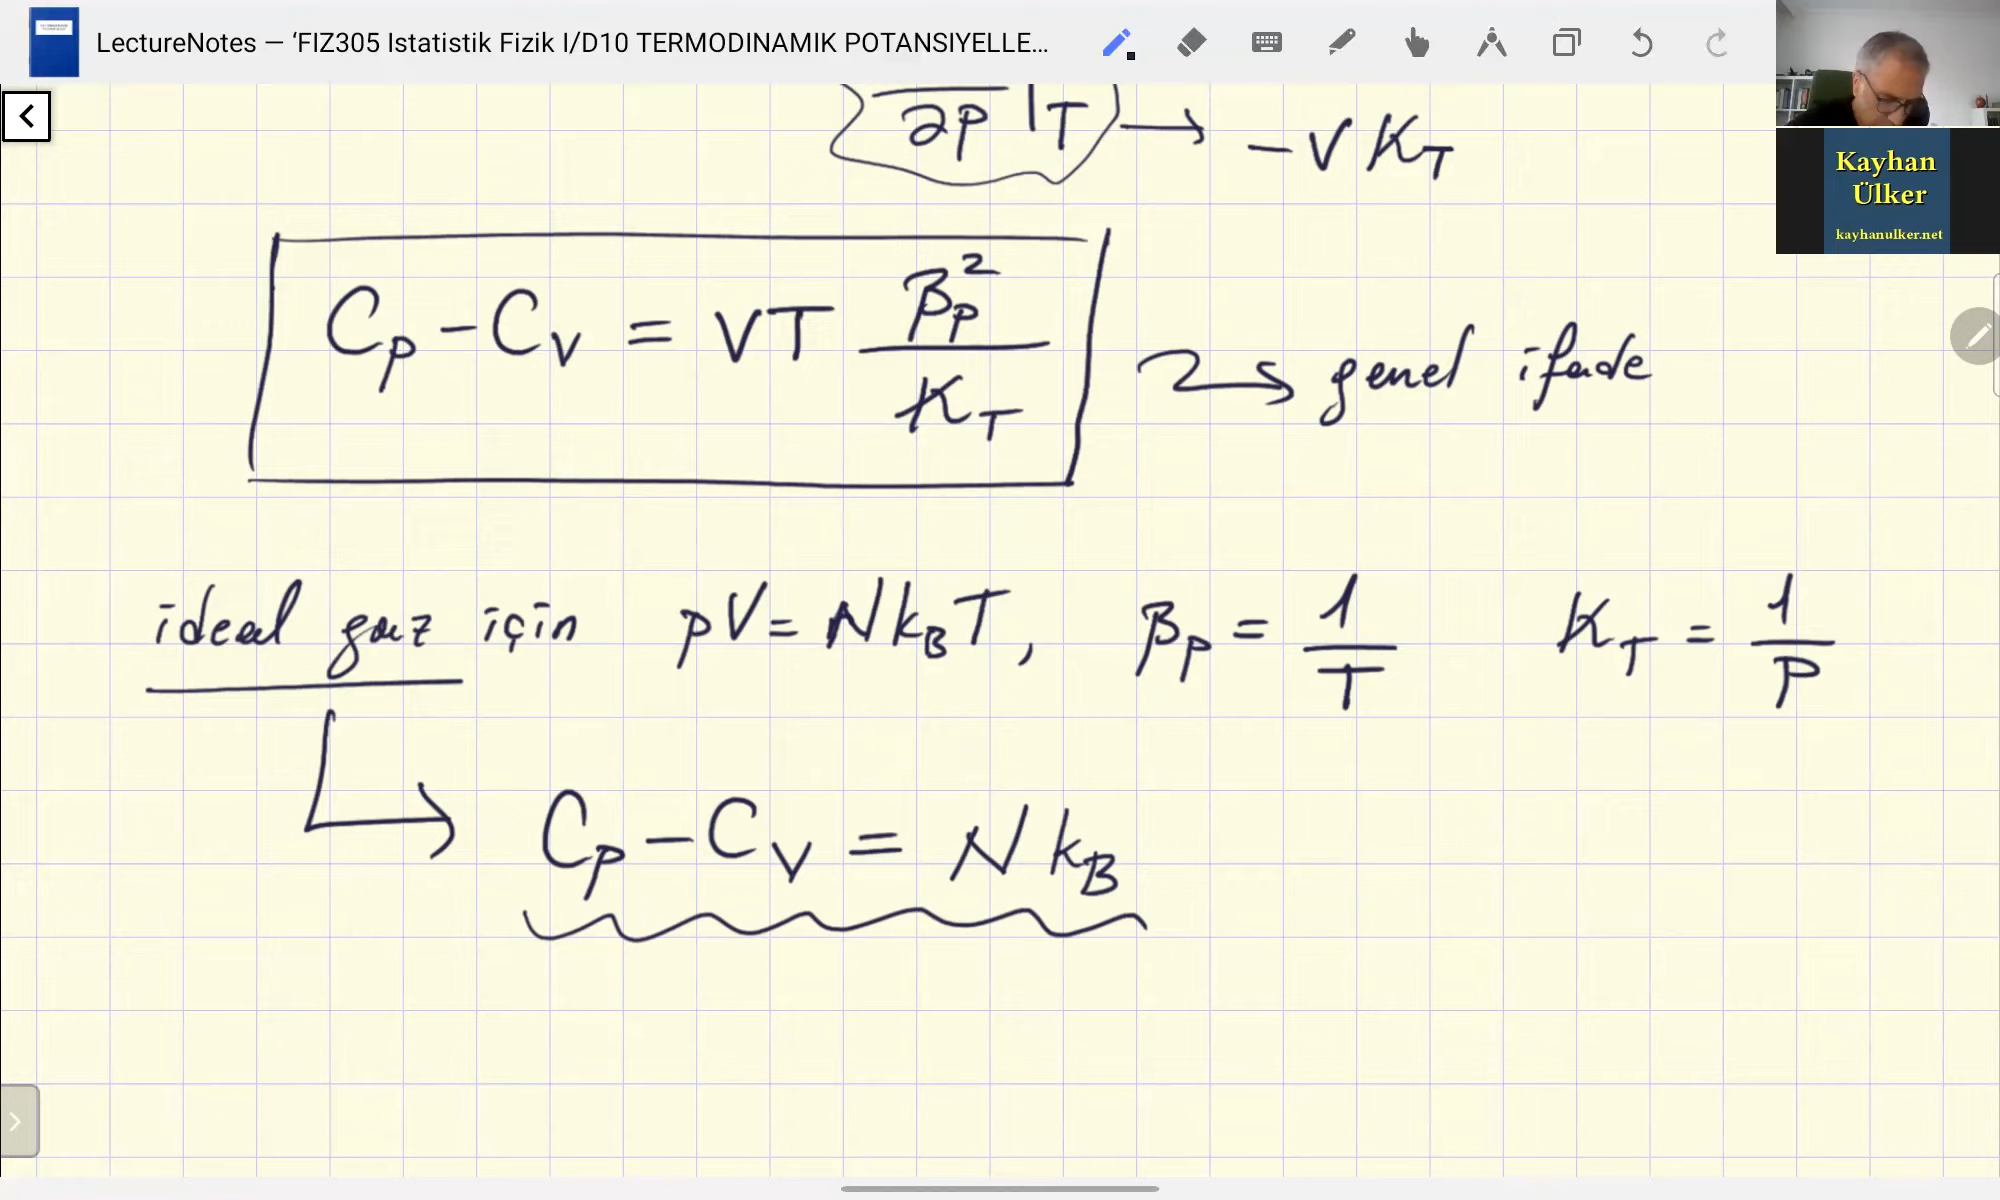 LectureNotes — ‘FIZ305 Istatistik Fizik I/D10 TERMODINAMIK POTANSIYELLE…
Kayhan
Ülker
kayhanulker.net
∂p |T → -V K_T
C_p - C_V = VT β_p² / K_T → genel ifade
ideal gaz için pV = Nk_BT, β_p = 1/T K_T = 1/P
C_p - C_V = N k_B